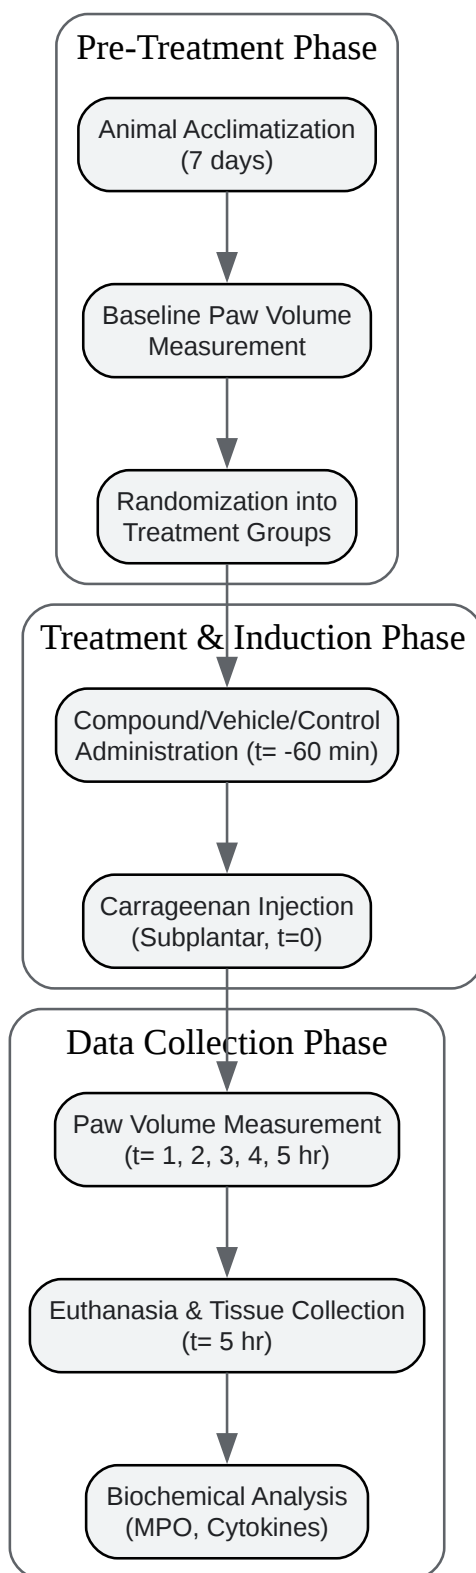 Pre-Treatment Phase
Animal Acclimatization
(7 days)
Baseline Paw Volume
Measurement
Randomization into
Treatment Groups
Treatment & Induction Phase
Compound/Vehicle/Control
Administration (t= -60 min)
Carrageenan Injection
(Subplantar, t=0)
Data Collection Phase
Paw Volume Measurement
(t= 1, 2, 3, 4, 5 hr)
Euthanasia & Tissue Collection
(t= 5 hr)
Biochemical Analysis
(MPO, Cytokines)